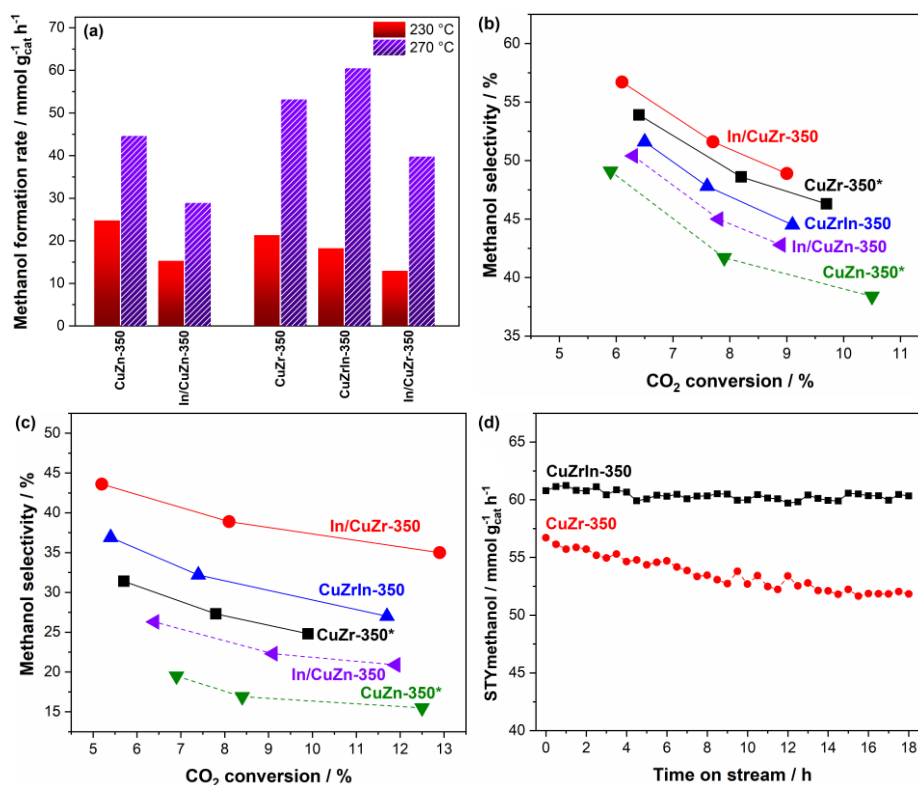 (a)
230 °C
270 °C
Methanol formation rate / mmol g⁻¹cat h⁻¹
70
60
50
40
30
20
10
0
CuZn-350
In/CuZn-350
CuZr-350
CuZrIn-350
In/CuZr-350
(b)
Methanol selectivity / %
60
55
50
45
40
35
In/CuZr-350
CuZr-350*
CuZrIn-350
In/CuZn-350
CuZn-350*
5 6 7 8 9 10 11
CO₂ conversion / %
(c)
Methanol selectivity / %
50
45
40
35
30
25
20
15
In/CuZr-350
CuZrIn-350
CuZr-350*
In/CuZn-350
CuZn-350*
5 6 7 8 9 10 11 12 13
CO₂ conversion / %
(d)
STYmethanol / mmol g⁻¹cat h⁻¹
65
60
55
50
45
40
CuZrIn-350
CuZr-350
0 2 4 6 8 10 12 14 16 18
Time on stream / h